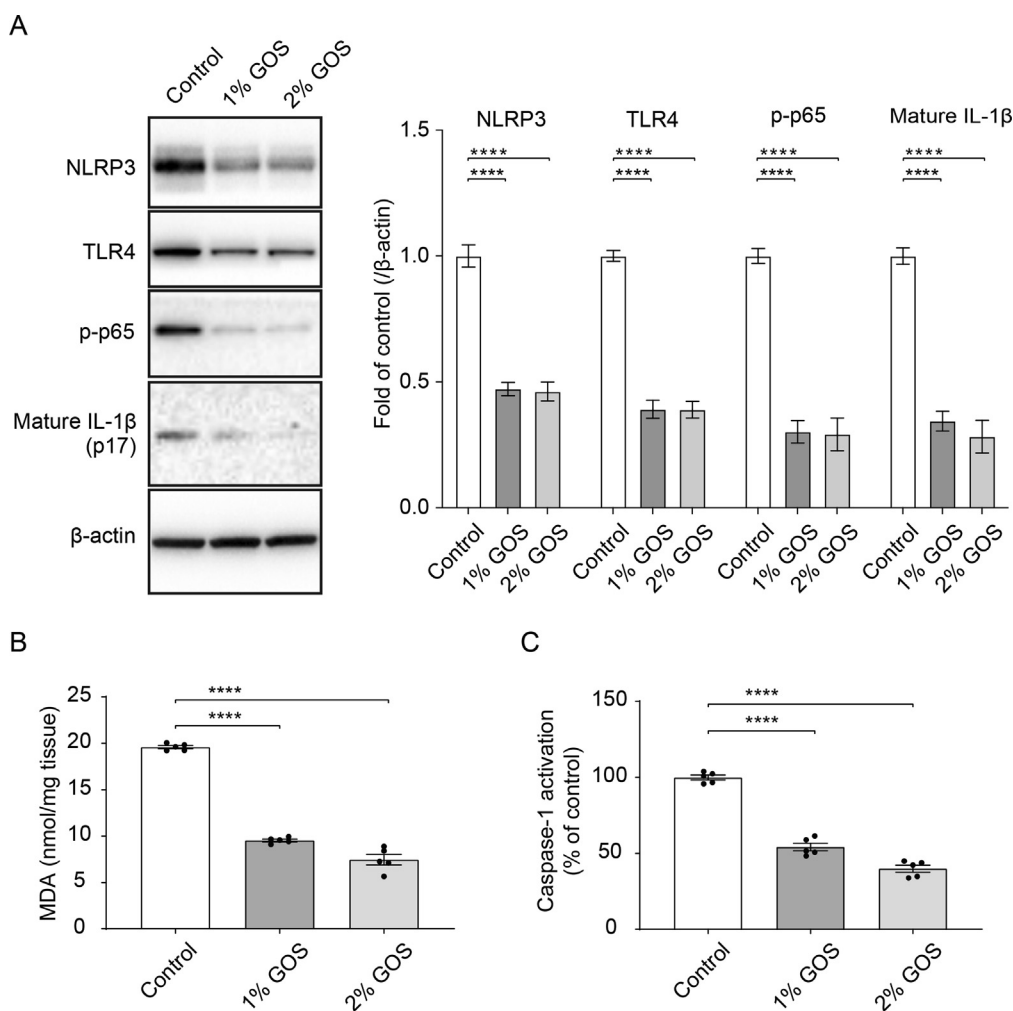 A
Control
1% GOS
2% GOS
NLRP3
TLR4
p-p65
Mature IL-1β
(p17)
β-actin
Fold of control (/β-actin)
1.5
1.0
0.5
0.0
NLRP3
TLR4
p-p65
Mature IL-1β
****
****
****
****
****
****
****
****
Control
1% GOS
2% GOS
Control
1% GOS
2% GOS
Control
1% GOS
2% GOS
Control
1% GOS
2% GOS
B
MDA (nmol/mg tissue)
25
20
15
10
5
0
****
****
Control
1% GOS
2% GOS
C
Caspase-1 activation
(% of control)
150
100
50
0
****
****
Control
1% GOS
2% GOS